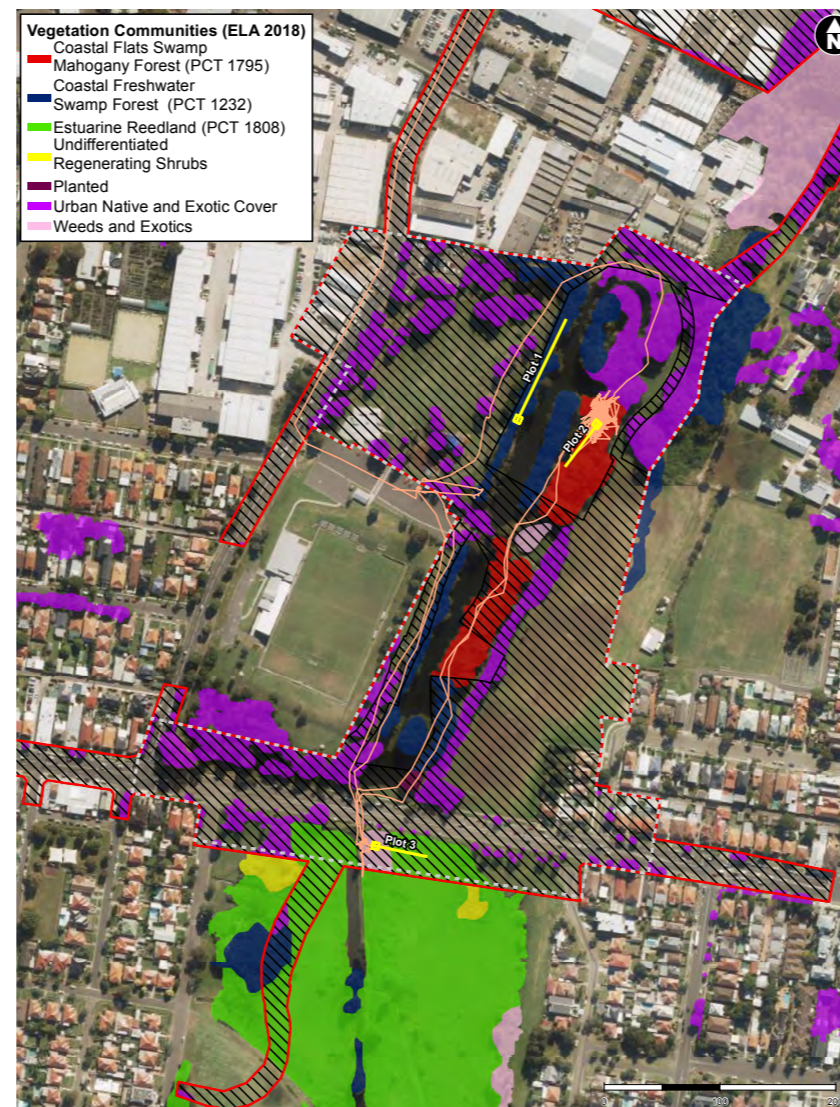 Vegetation Communities (ELA 2018)
Coastal Flats Swamp
Mahogany Forest (PCT 1795)
Coastal Freshwater
Swamp Forest (PCT 1232)
Estuarine Reedland (PCT 1808)
Undifferentiated
Regenerating Shrubs
Planted
Urban Native and Exotic Cover
Weeds and Exotics
N
Plot 1
Plot 2
Plot 3
0
100